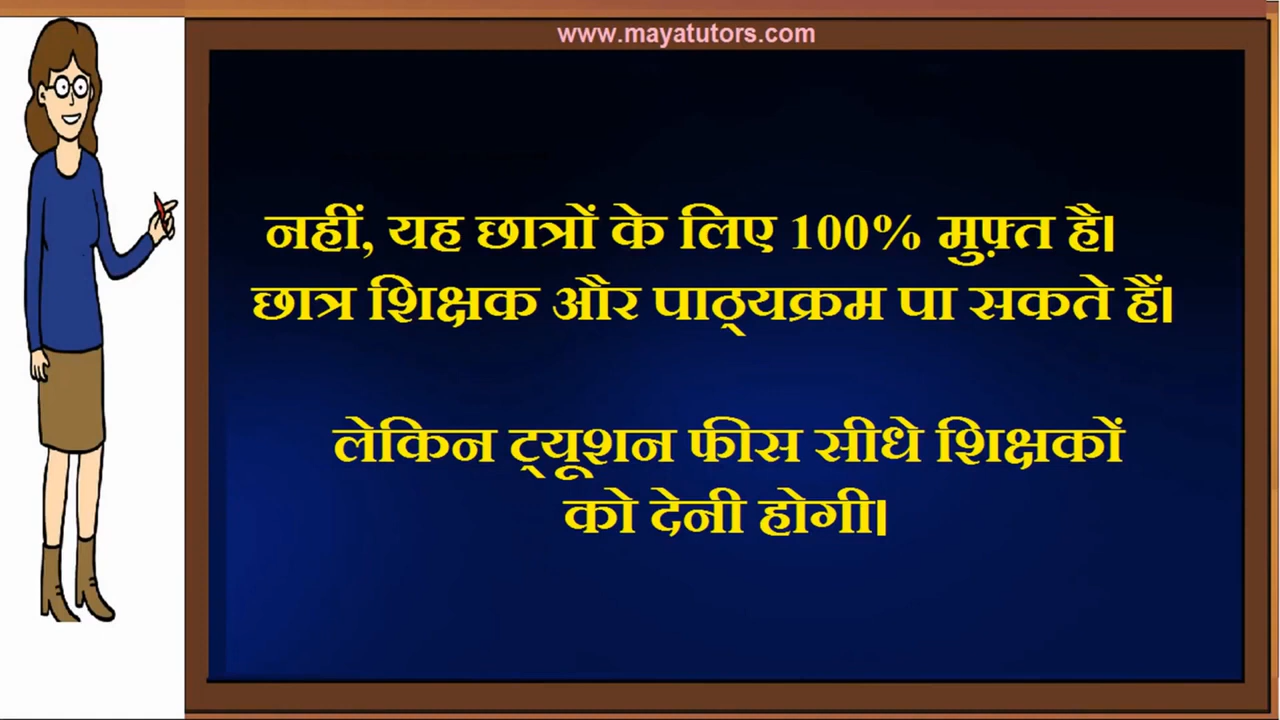 www.mayatutors.com
नहीं, यह छात्रों के लिए 100% मुफ़्त है।
छात्र शिक्षक और पाठ्यक्रम पा सकते हैं।
लेकिन ट्यूशन फीस सीधे शिक्षकों
को देनी होगी।